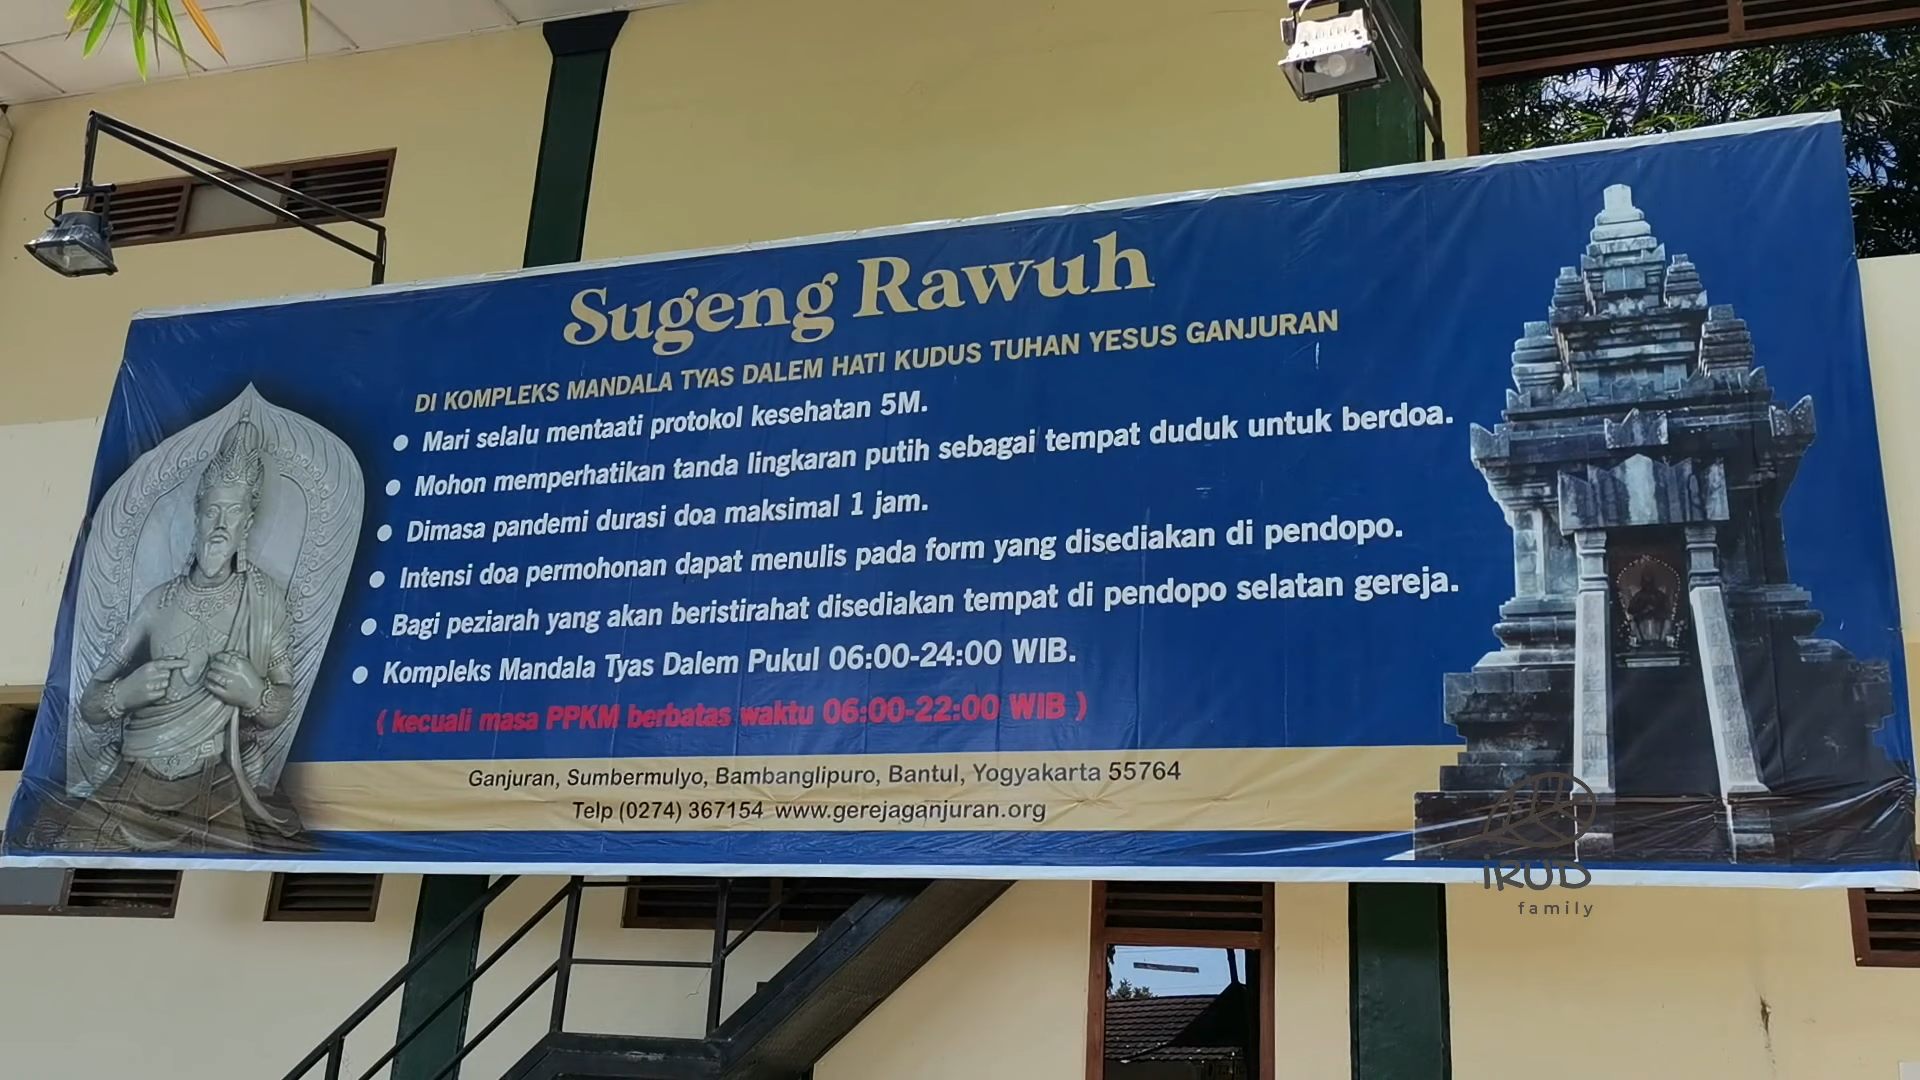 Sugeng Rawuh
DI KOMPLEKS MANDALA TYAS DALEM HATI KUDUS TUHAN YESUS GANJURAN
● Mari selalu mentaati protokol kesehatan 5M.
● Mohon memperhatikan tanda lingkaran putih sebagai tempat duduk untuk berdoa.
● Dimasa pandemi durasi doa maksimal 1 jam.
● Intensi doa permohonan dapat menulis pada form yang disediakan di pendopo.
● Bagi peziarah yang akan beristirahat disediakan tempat di pendopo selatan gereja.
● Kompleks Mandala Tyas Dalem Pukul 06:00-24:00 WIB.
( kecuali masa PPKM berbatas waktu 06:00-22:00 WIB )
Ganjuran, Sumbermulyo, Bambanglipuro, Bantul, Yogyakarta 55764
Telp (0274) 367154 www.gerejaganjuran.org
iRUD
family